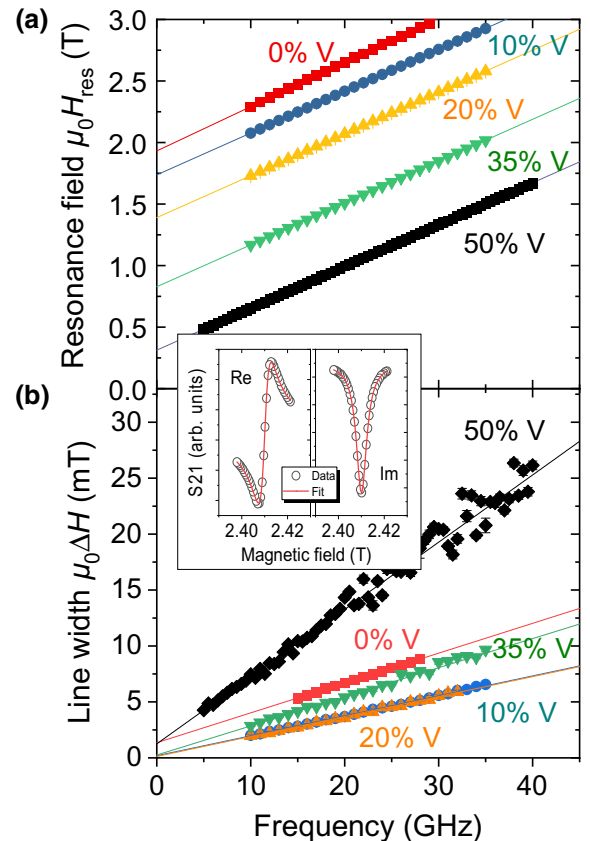 (a)
3.0
2.5
2.0
1.5
1.0
0.5
0.0
Resonance field μ₀H_res (T)
0% V
10% V
20% V
35% V
50% V
Re
Im
S21 (arb. units)
Data
Fit
2.40 2.42 2.40 2.42
Magnetic field (T)
(b)
30
25
20
15
10
5
0
Line width μ₀ΔH (mT)
50% V
0% V
35% V
10% V
20% V
0 10 20 30 40
Frequency (GHz)